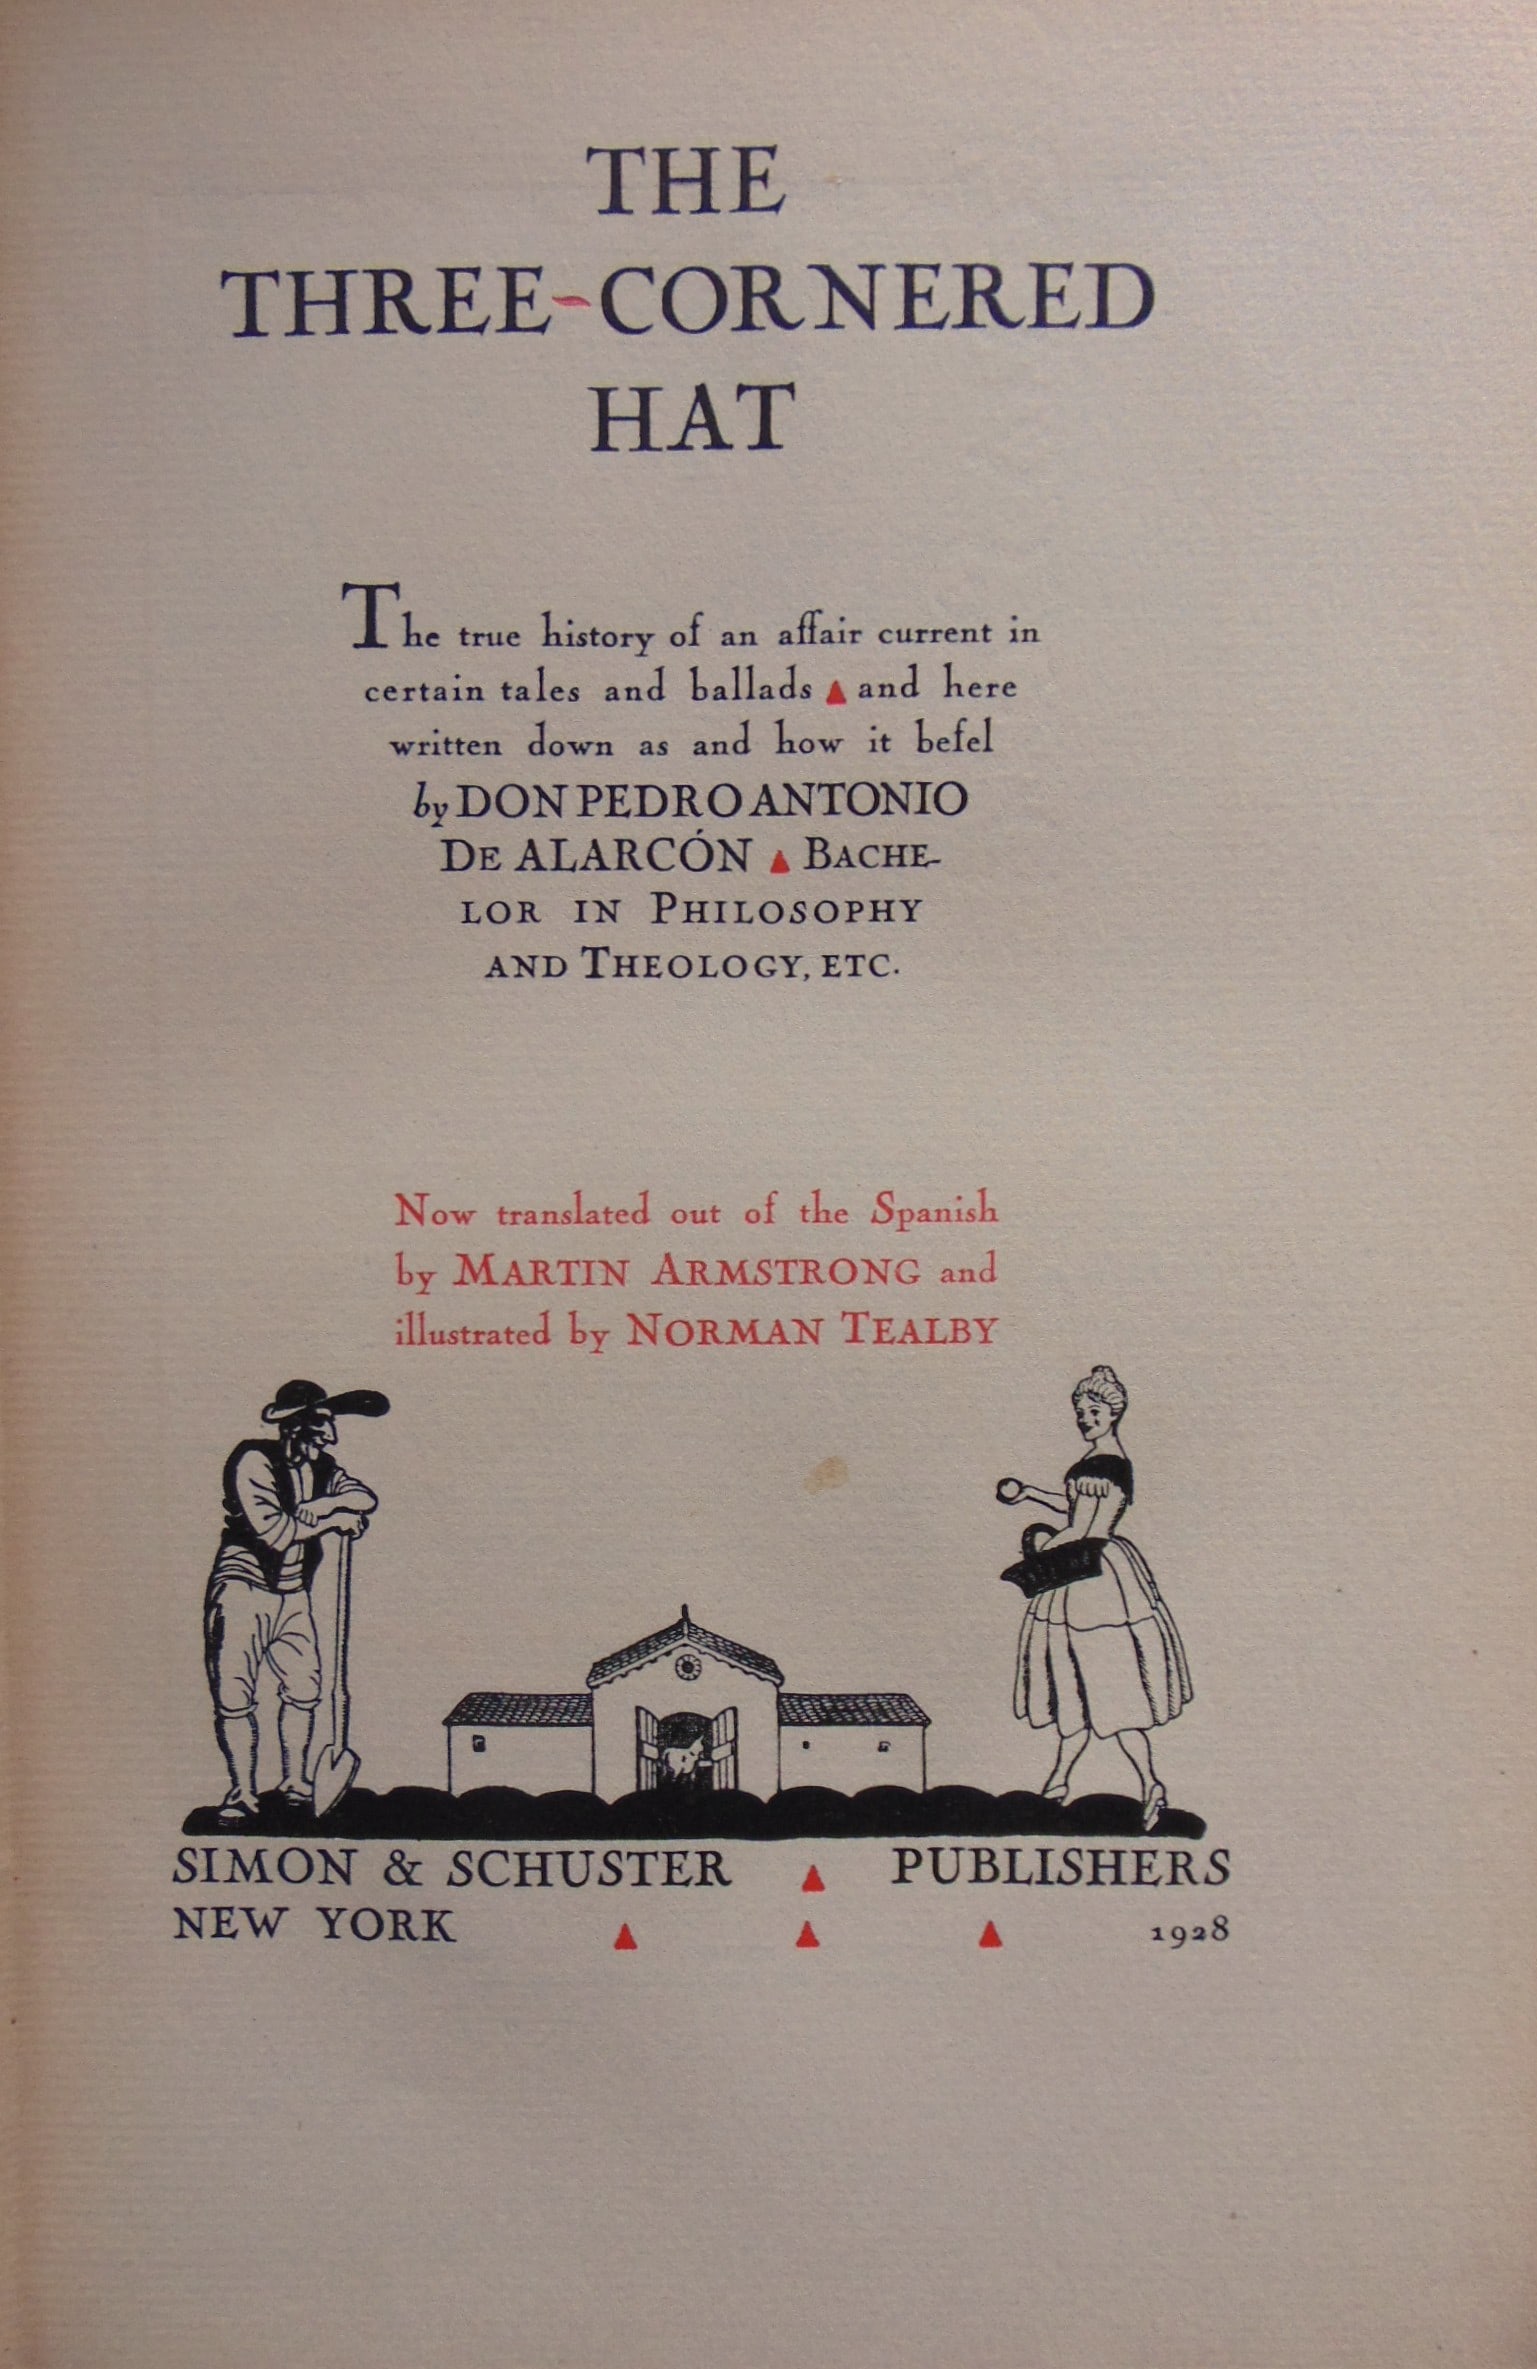 THE
THREE-CORNERED
HAT
The true history of an affair current in
certain tales and ballads ▲ and here
written down as and how it befel
by DON PEDRO ANTONIO
DE ALARCÓN ▲ BACHE-
LOR IN PHILOSOPHY
AND THEOLOGY, ETC.
Now translated out of the Spanish
by MARTIN ARMSTRONG and
illustrated by NORMAN TEALBY
SIMON & SCHUSTER ▲ PUBLISHERS
NEW YORK ▲ ▲ ▲ 1928